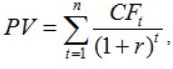 PV = \sum_{t=1}^{n} \frac{CF_t}{(1+r)^t},